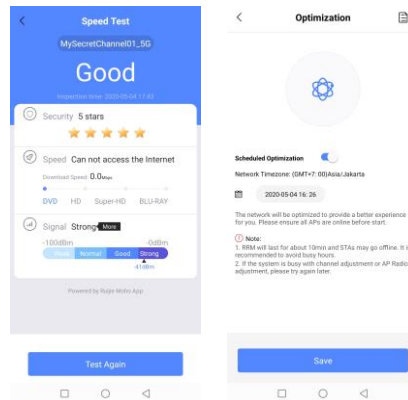 Speed Test
MySecretChannel01_5G
Good
Inspection time: 2020-05-04 17:42
Security 5 stars
Speed Can not access the Internet
Download Speed: 0.0Mbps
DVD HD Super-HD BLU-RAY
Signal Strong More
-100dBm -0dBm
Normal Good Strong
-41dBm
Powered by Ruijie Moho App
Test Again
Optimization
Scheduled Optimization
Network Timezone: (GMT+7: 00)Asia/Jakarta
2020-05-04 16: 26
The network will be optimized to provide a better experience
for you. Please ensure all APs are online before start.
Note:
1. RRM will last for about 10min and STAs may go offline. It is
recommended to avoid busy hours.
2. If the system is busy with channel adjustment or AP Radio
adjustment, please try again later.
Save